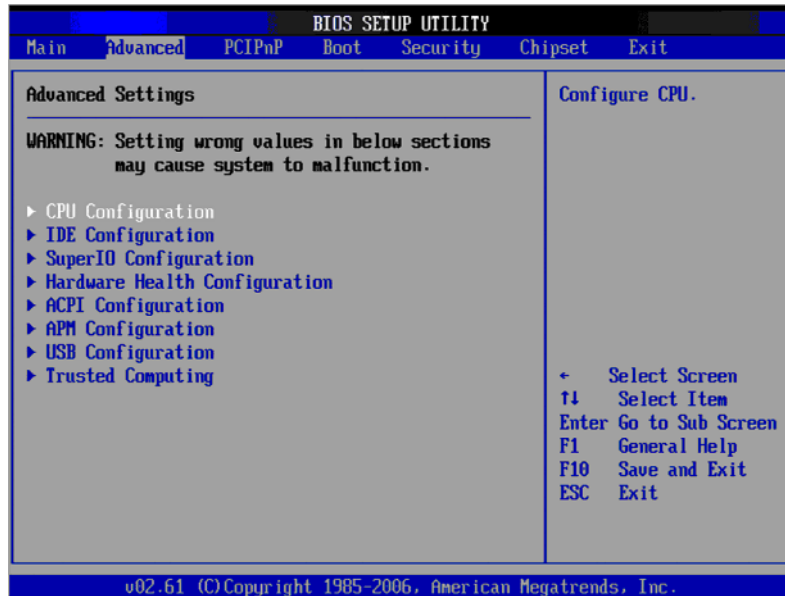 BIOS SETUP UTILITY
Main Advanced PCIPnP Boot Security Chipset Exit
Advanced Settings
WARNING: Setting wrong values in below sections
may cause system to malfunction.
▶ CPU Configuration
▶ IDE Configuration
▶ SuperIO Configuration
▶ Hardware Health Configuration
▶ ACPI Configuration
▶ APM Configuration
▶ USB Configuration
▶ Trusted Computing
Configure CPU.
← Select Screen
↑↓ Select Item
Enter Go to Sub Screen
F1 General Help
F10 Save and Exit
ESC Exit
v02.61 (C)Copyright 1985-2006, American Megatrends, Inc.